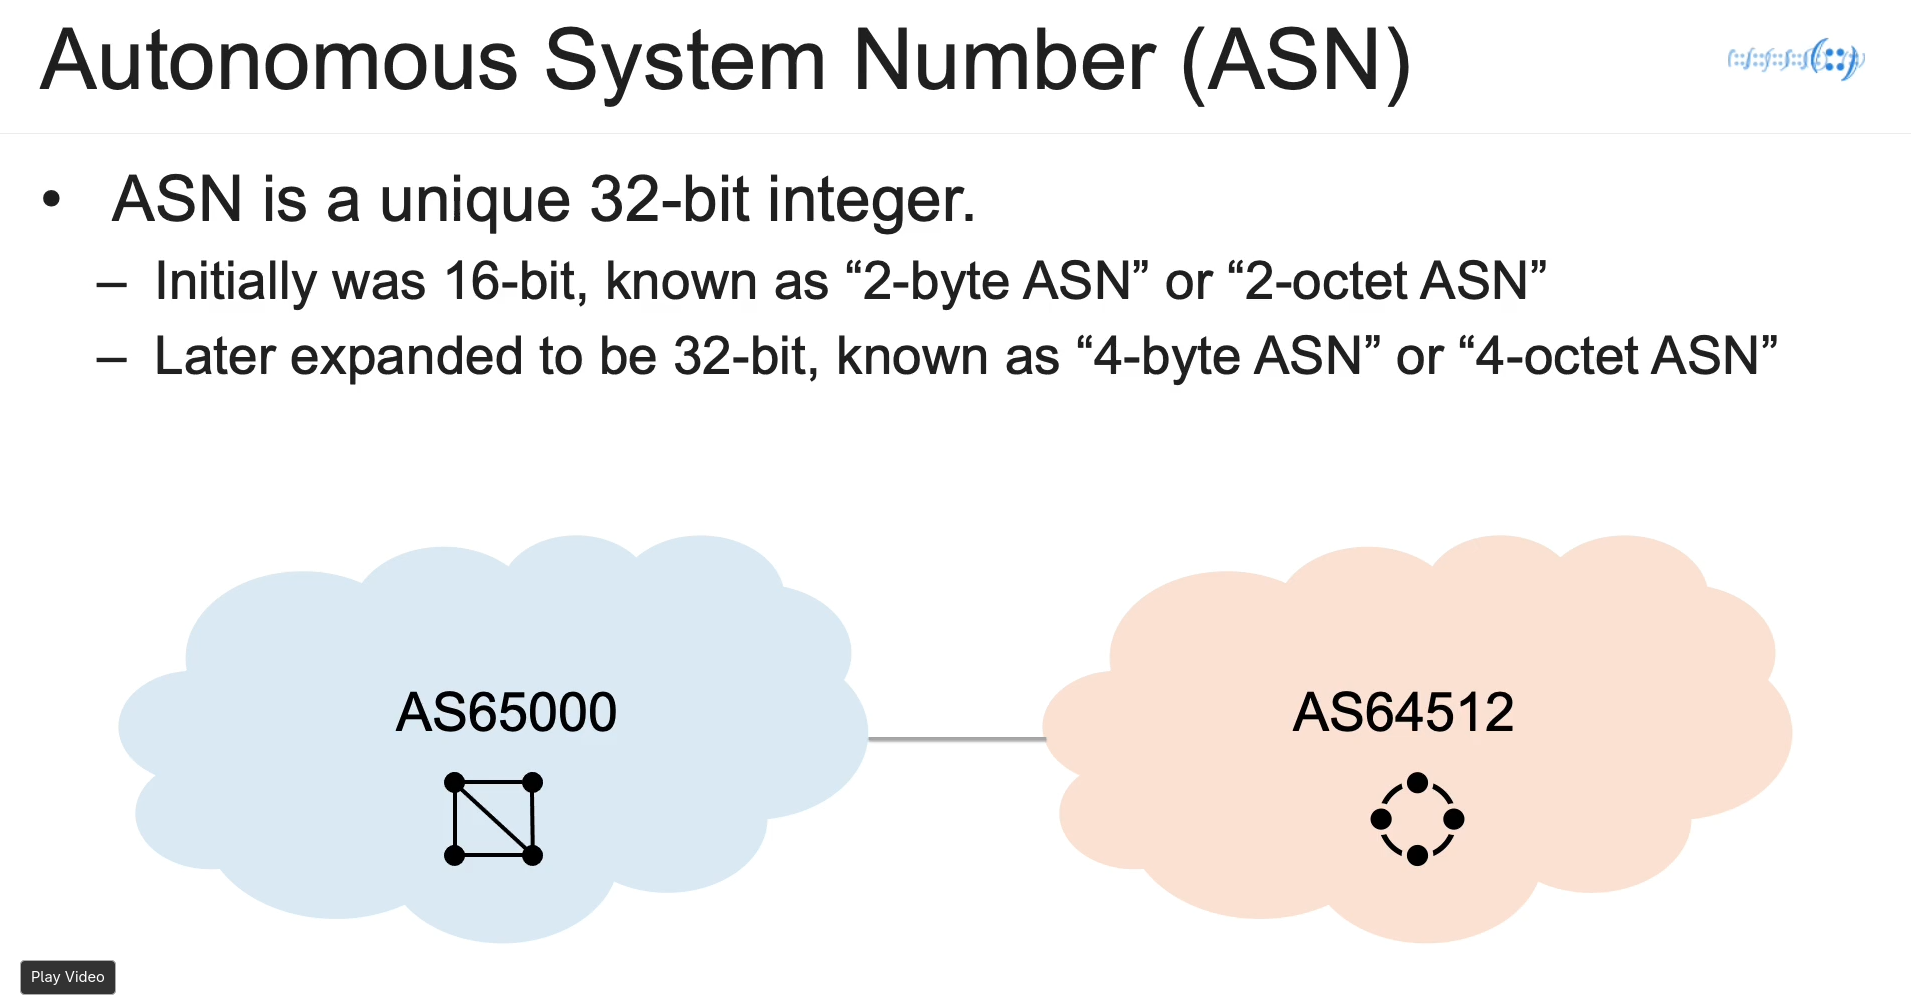 Autonomous System Number (ASN)
• ASN is a unique 32-bit integer.
– Initially was 16-bit, known as “2-byte ASN” or “2-octet ASN”
– Later expanded to be 32-bit, known as “4-byte ASN” or “4-octet ASN”
AS65000
AS64512
Play Video